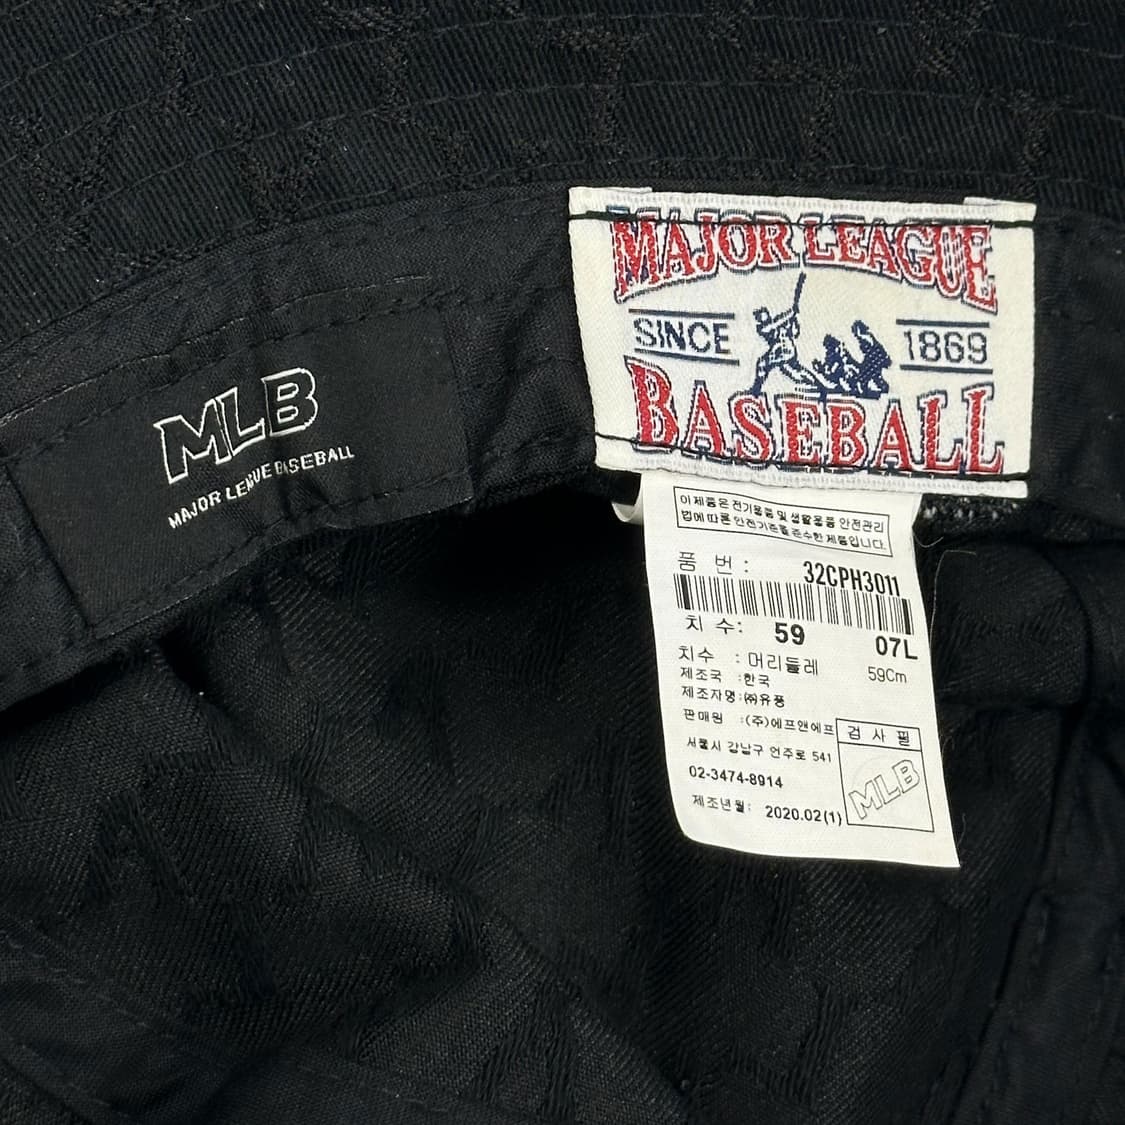 MAJOR LEAGUE
SINCE 1869
BASEBALL
MLB
MAJOR LEAGUE BASEBALL
이 제품은 전기용품 및 생활용품 안전관리
법에 따른 안전기준을 준수한 제품입니다.
품 번 : 32CPH3011
치 수: 59 07L
치수 : 머리둘레 59Cm
제조국 :한국
제조자명:㈜유풍
판매원 :(주)에프앤에프
서울시 강남구 언주로 541
02-3474-8914
제조년월: 2020.02(1)
검 사 필
MLB